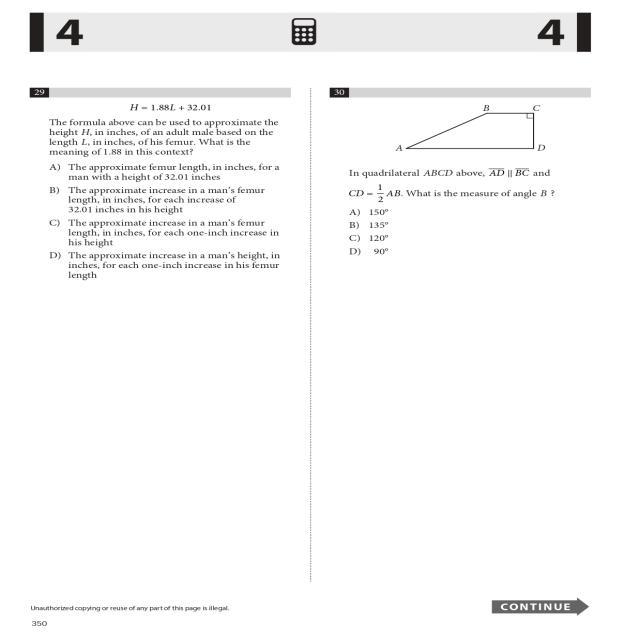 4
4
29
H = 1.88L + 32.01
The formula above can be used to approximate the
height H, in inches, of an adult male based on the
length L, in inches, of his femur. What is the
meaning of 1.88 in this context?
A) The approximate femur length, in inches, for a
man with a height of 32.01 inches
B) The approximate increase in a man's femur
length, in inches, for each increase of
32.01 inches in his height
C) The approximate increase in a man's femur
length, in inches, for each one-inch increase in
his height
D) The approximate increase in a man's height, in
inches, for each one-inch increase in his femur
length
30
B C
A D
In quadrilateral ABCD above, AD || BC and
CD = 1/2 AB. What is the measure of angle B ?
A) 150°
B) 135°
C) 120°
D) 90°
Unauthorized copying or reuse of any part of this page is illegal.
CONTINUE
350